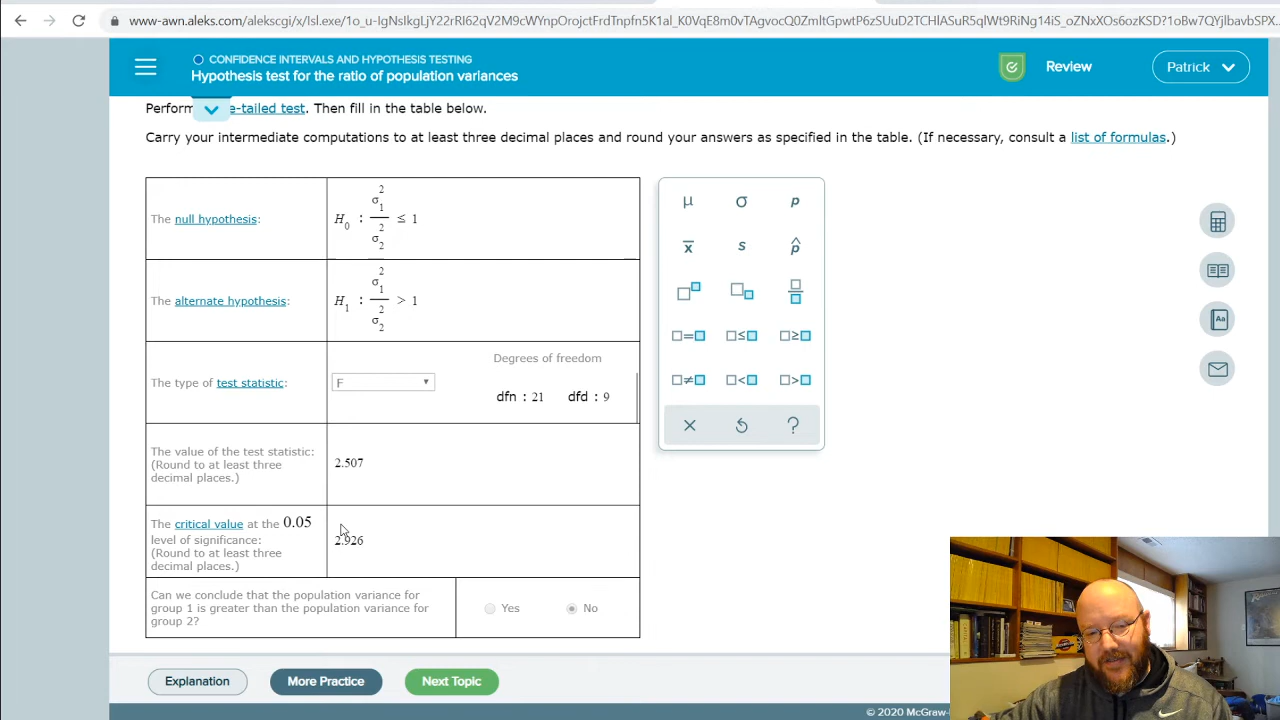 www-awn.aleks.com/alekscgi/x/Isl.exe/
CONFIDENCE INTERVALS AND HYPOTHESIS TESTING
Hypothesis test for the ratio of population variances
Review
Patrick
Perform e-tailed test. Then fill in the table below.
Carry your intermediate computations to at least three decimal places and round your answers as specified in the table. (If necessary, consult a list of formulas.)
The null hypothesis:
H0 : σ1² / σ2² ≤ 1
The alternate hypothesis:
H1 : σ1² / σ2² > 1
The type of test statistic:
F
Degrees of freedom
dfn : 21 dfd : 9
The value of the test statistic:
(Round to at least three
decimal places.)
2.507
The critical value at the 0.05
level of significance:
(Round to at least three
decimal places.)
2.926
Can we conclude that the population variance for
group 1 is greater than the population variance for
group 2?
Yes No
μ σ p
x̄ s p̂
□=□ □≤□ □≥□
□≠□ □<□ □>□
× ?
Aa
Explanation
More Practice
Next Topic
© 2020 McGraw-